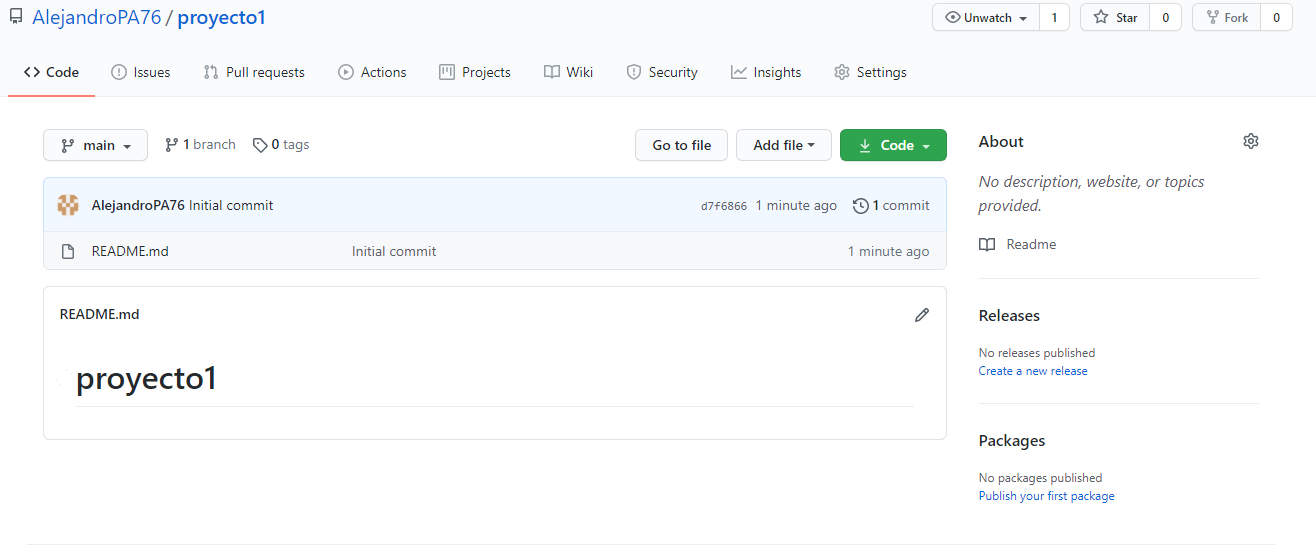 AlejandroPA76 / proyecto1 Unwatch 1 Star 0 Fork 0
Code Issues Pull requests Actions Projects Wiki Security Insights Settings
main 1 branch 0 tags Go to file Add file Code
AlejandroPA76 Initial commit d7f6866 1 minute ago 1 commit
README.md Initial commit 1 minute ago
README.md
proyecto1
About
No description, website, or topics
provided.
Readme
Releases
No releases published
Create a new release
Packages
No packages published
Publish your first package